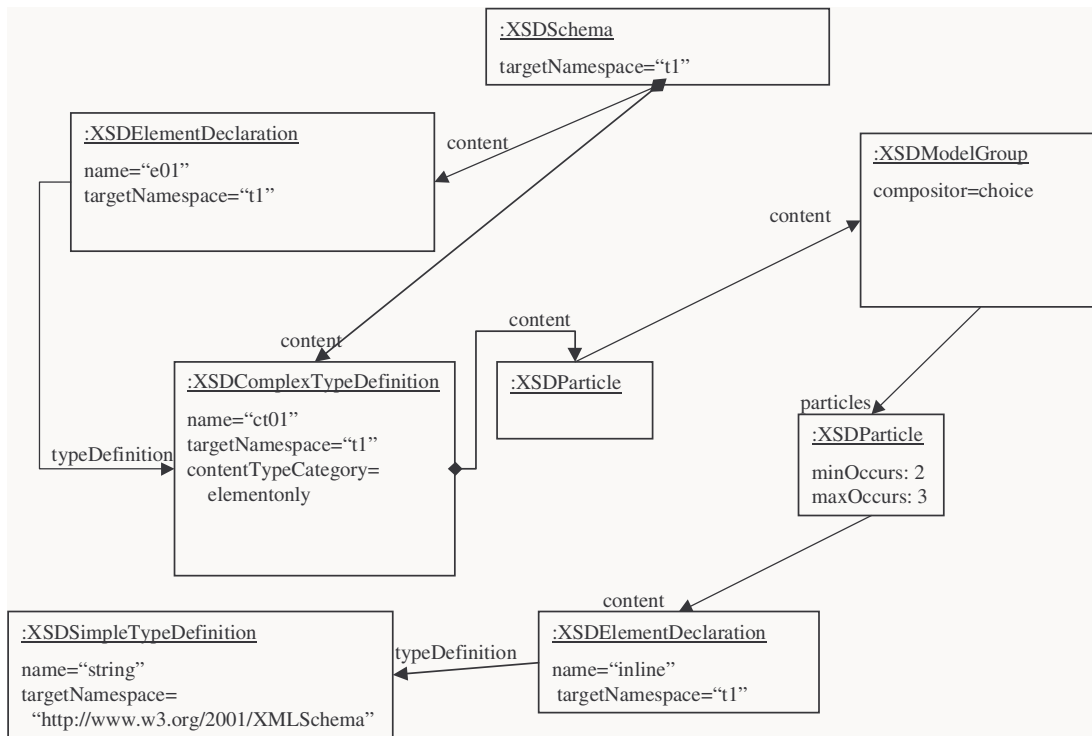 :XSDSchema
targetNamespace=“t1”
:XSDElementDeclaration
name=“e01”
targetNamespace=“t1”
content
:XSDModelGroup
compositor=choice
content
content
content
:XSDComplexTypeDefinition
name=“ct01”
targetNamespace=“t1”
contentTypeCategory=
elementonly
typeDefinition
:XSDParticle
particles
:XSDParticle
minOccurs: 2
maxOccurs: 3
content
:XSDSimpleTypeDefinition
name=“string”
targetNamespace=
“http://www.w3.org/2001/XMLSchema”
typeDefinition
:XSDElementDeclaration
name=“inline”
targetNamespace=“t1”